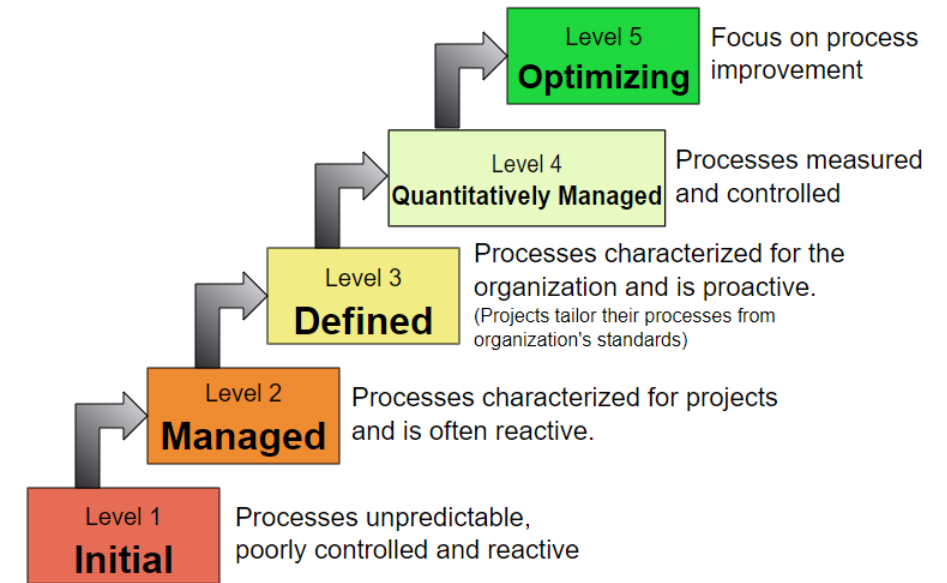 Level 5
Optimizing
Focus on process
improvement
Level 4
Quantitatively Managed
Processes measured
and controlled
Level 3
Defined
Processes characterized for the
organization and is proactive.
(Projects tailor their processes from
organization's standards)
Level 2
Managed
Processes characterized for projects
and is often reactive.
Level 1
Initial
Processes unpredictable,
poorly controlled and reactive